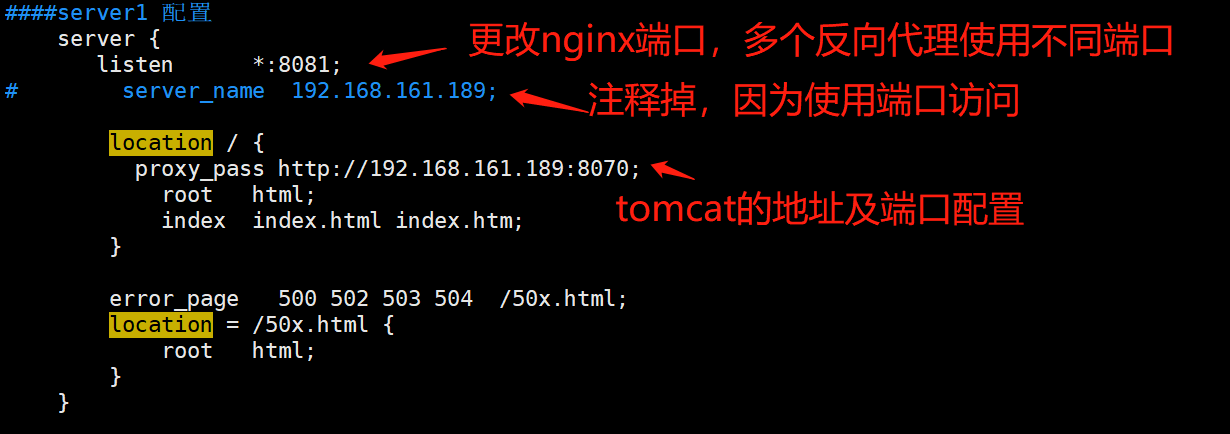 ####server1 配置
server {
更改nginx端口，多个反向代理使用不同端口
listen *:8081;
# server_name 192.168.161.189;
注释掉，因为使用端口访问
location / {
proxy_pass http://192.168.161.189:8070;
root html;
tomcat的地址及端口配置
index index.html index.htm;
}
error_page 500 502 503 504 /50x.html;
location = /50x.html {
root html;
}
}